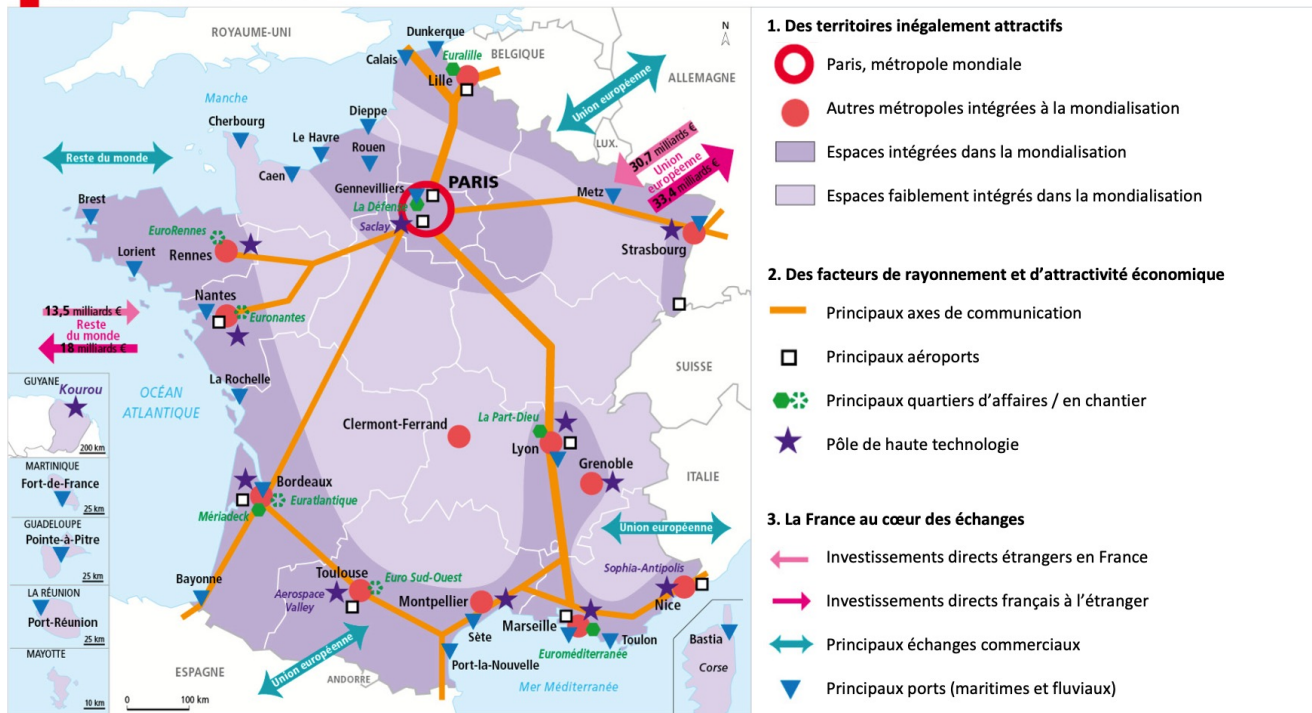 ROYAUME-UNI
Dunkerque
N
BELGIQUE
Calais
Euralille
Lille
ALLEMAGNE
Union européenne
Manche
Cherbourg
Dieppe
Le Havre
Rouen
LUX.
30,7 milliards €
Union
européenne
33,4 milliards €
Reste du monde
Caen
Gennevilliers
PARIS
La Défense
Saclay
Metz
Strasbourg
Brest
EuroRennes
Rennes
Lorient
Nantes
Euronantes
13,5 milliards €
Reste
du monde
18 milliards €
SUISSE
La Rochelle
OCÉAN
ATLANTIQUE
GUYANE
Kourou
200 km
Clermont-Ferrand
La Part-Dieu
Lyon
Grenoble
ITALIE
MARTINIQUE
Fort-de-France
25 km
Bordeaux
Euratlantique
Mériadeck
GUADELOUPE
Pointe-à-Pitre
25 km
Union européenne
Bayonne
Toulouse
Euro Sud-Ouest
Aerospace
Valley
Montpellier
Sophia-Antipolis
Nice
LA RÉUNION
Port-Réunion
25 km
Marseille
Sète
Toulon
Euroméditerranée
Port-la-Nouvelle
Bastia
Corse
MAYOTTE
10 km
ESPAGNE
Union européenne
ANDORRE
Mer Méditerranée
0 100 km
1. Des territoires inégalement attractifs
Paris, métropole mondiale
Autres métropoles intégrées à la mondialisation
Espaces intégrées dans la mondialisation
Espaces faiblement intégrés dans la mondialisation
2. Des facteurs de rayonnement et d’attractivité économique
Principaux axes de communication
Principaux aéroports
Principaux quartiers d’affaires / en chantier
Pôle de haute technologie
3. La France au cœur des échanges
Investissements directs étrangers en France
Investissements directs français à l’étranger
Principaux échanges commerciaux
Principaux ports (maritimes et fluviaux)